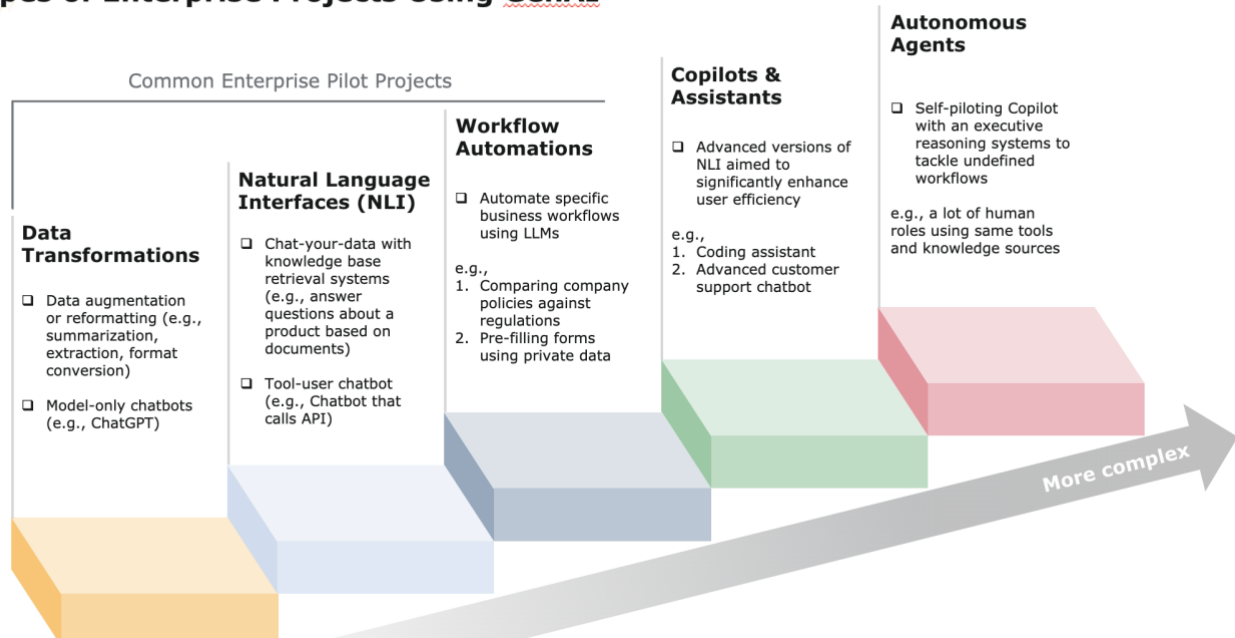 of Enterprise Projects Using
Common Enterprise Pilot Projects
Data
Transformations
❑ Data augmentation
or reformatting (e.g.,
summarization,
extraction, format
conversion)
❑ Model-only chatbots
(e.g., ChatGPT)
Natural Language
Interfaces (NLI)
❑ Chat-your-data with
knowledge base
retrieval systems
(e.g., answer
questions about a
product based on
documents)
❑ Tool-user chatbot
(e.g., Chatbot that
calls API)
Workflow
Automations
❑ Automate specific
business workflows
using LLMs
e.g.,
1. Comparing company
policies against
regulations
2. Pre-filling forms
using private data
Copilots &
Assistants
❑ Advanced versions of
NLI aimed to
significantly enhance
user efficiency
e.g.,
1. Coding assistant
2. Advanced customer
support chatbot
Autonomous
Agents
❑ Self-piloting Copilot
with an executive
reasoning systems to
tackle undefined
workflows
e.g., a lot of human
roles using same tools
and knowledge sources
More complex